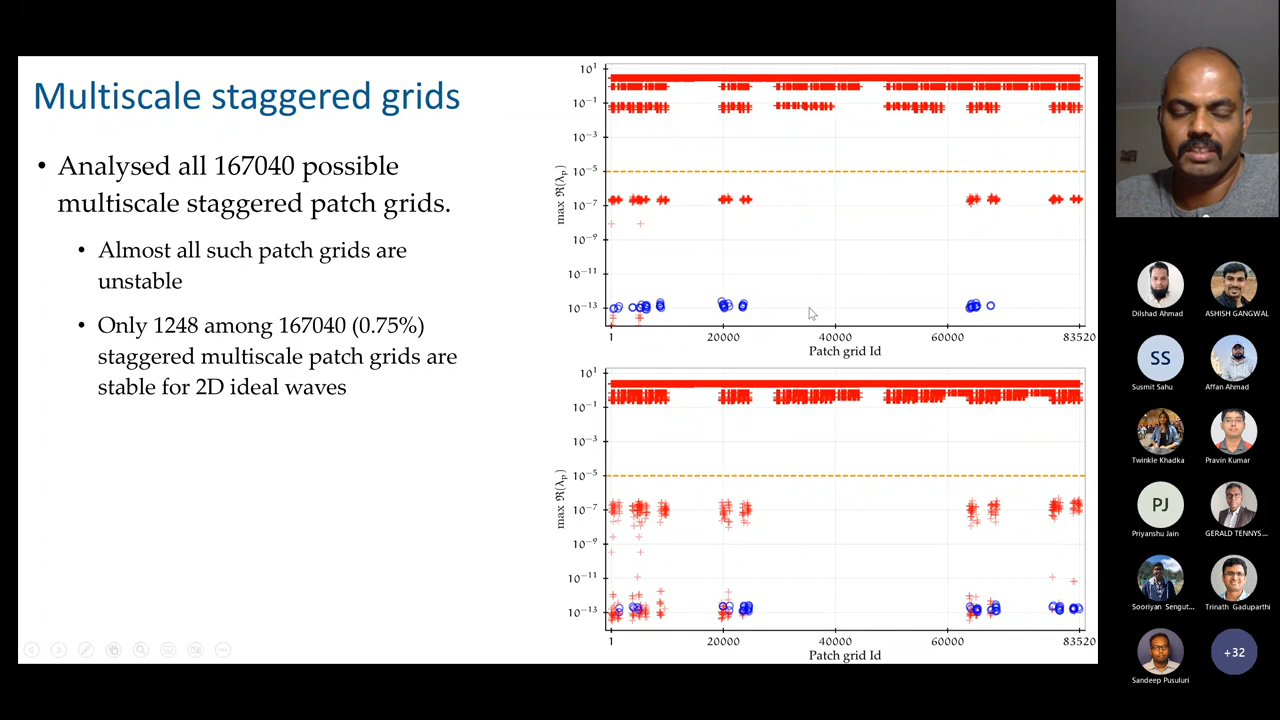 Multiscale staggered grids
• Analysed all 167040 possible
multiscale staggered patch grids.
• Almost all such patch grids are
unstable
• Only 1248 among 167040 (0.75%)
staggered multiscale patch grids are
stable for 2D ideal waves
max ℜ(λₚ)
10¹
10⁻¹
10⁻³
10⁻⁵
10⁻⁷
10⁻⁹
10⁻¹¹
10⁻¹³
1 20000 40000 60000 83520
Patch grid Id
max ℜ(λₚ)
10¹
10⁻¹
10⁻³
10⁻⁵
10⁻⁷
10⁻⁹
10⁻¹¹
10⁻¹³
1 20000 40000 60000 83520
Patch grid Id
Dilshad Ahmad
ASHISH GANGWAL
SS
Susmit Sahu
Affan Ahmad
Twinkle Khadka
Pravin Kumar
PJ
Priyanshu Jain
GERALD TENNYS...
Sooriyan Sengut...
Trinath Gaduparthi
Sandeep Pusuluri
+32